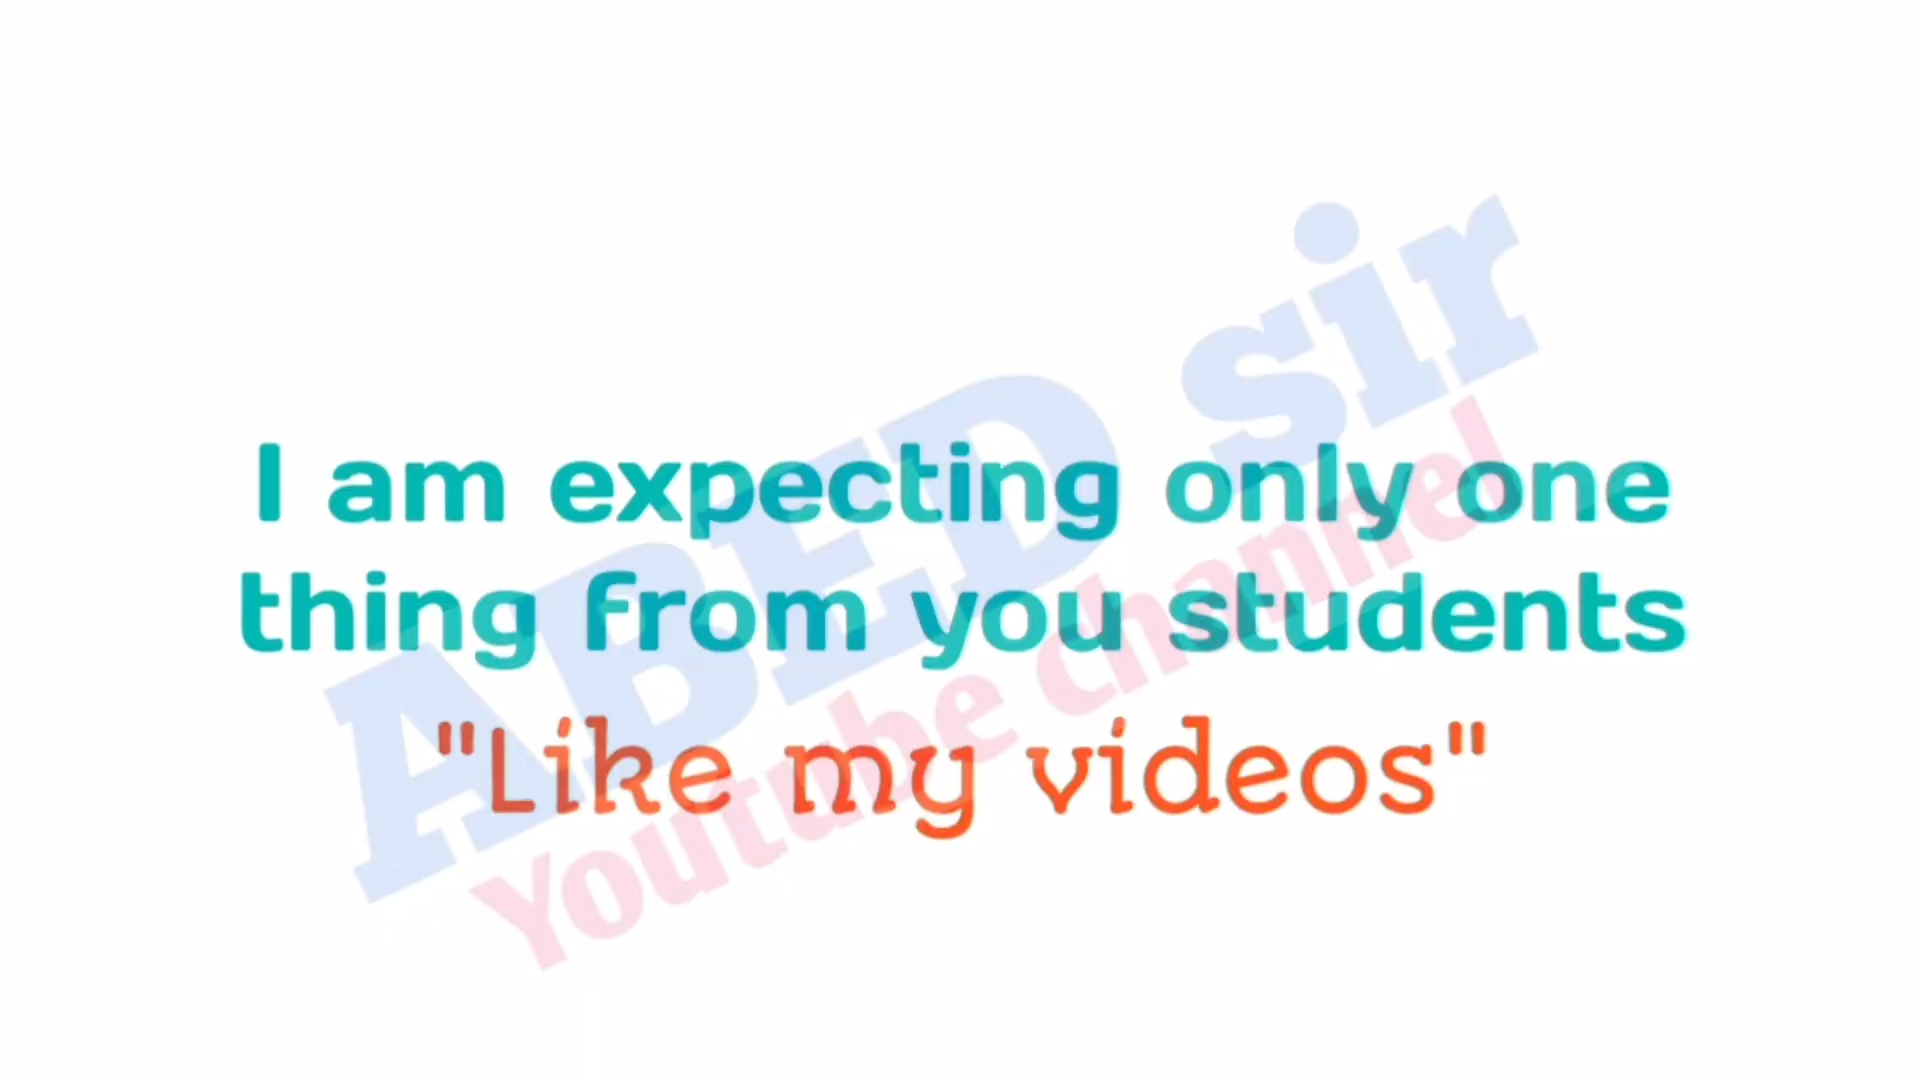 I am expecting only one
thing from you students
"Like my videos"
ABED sir
Youtube channel